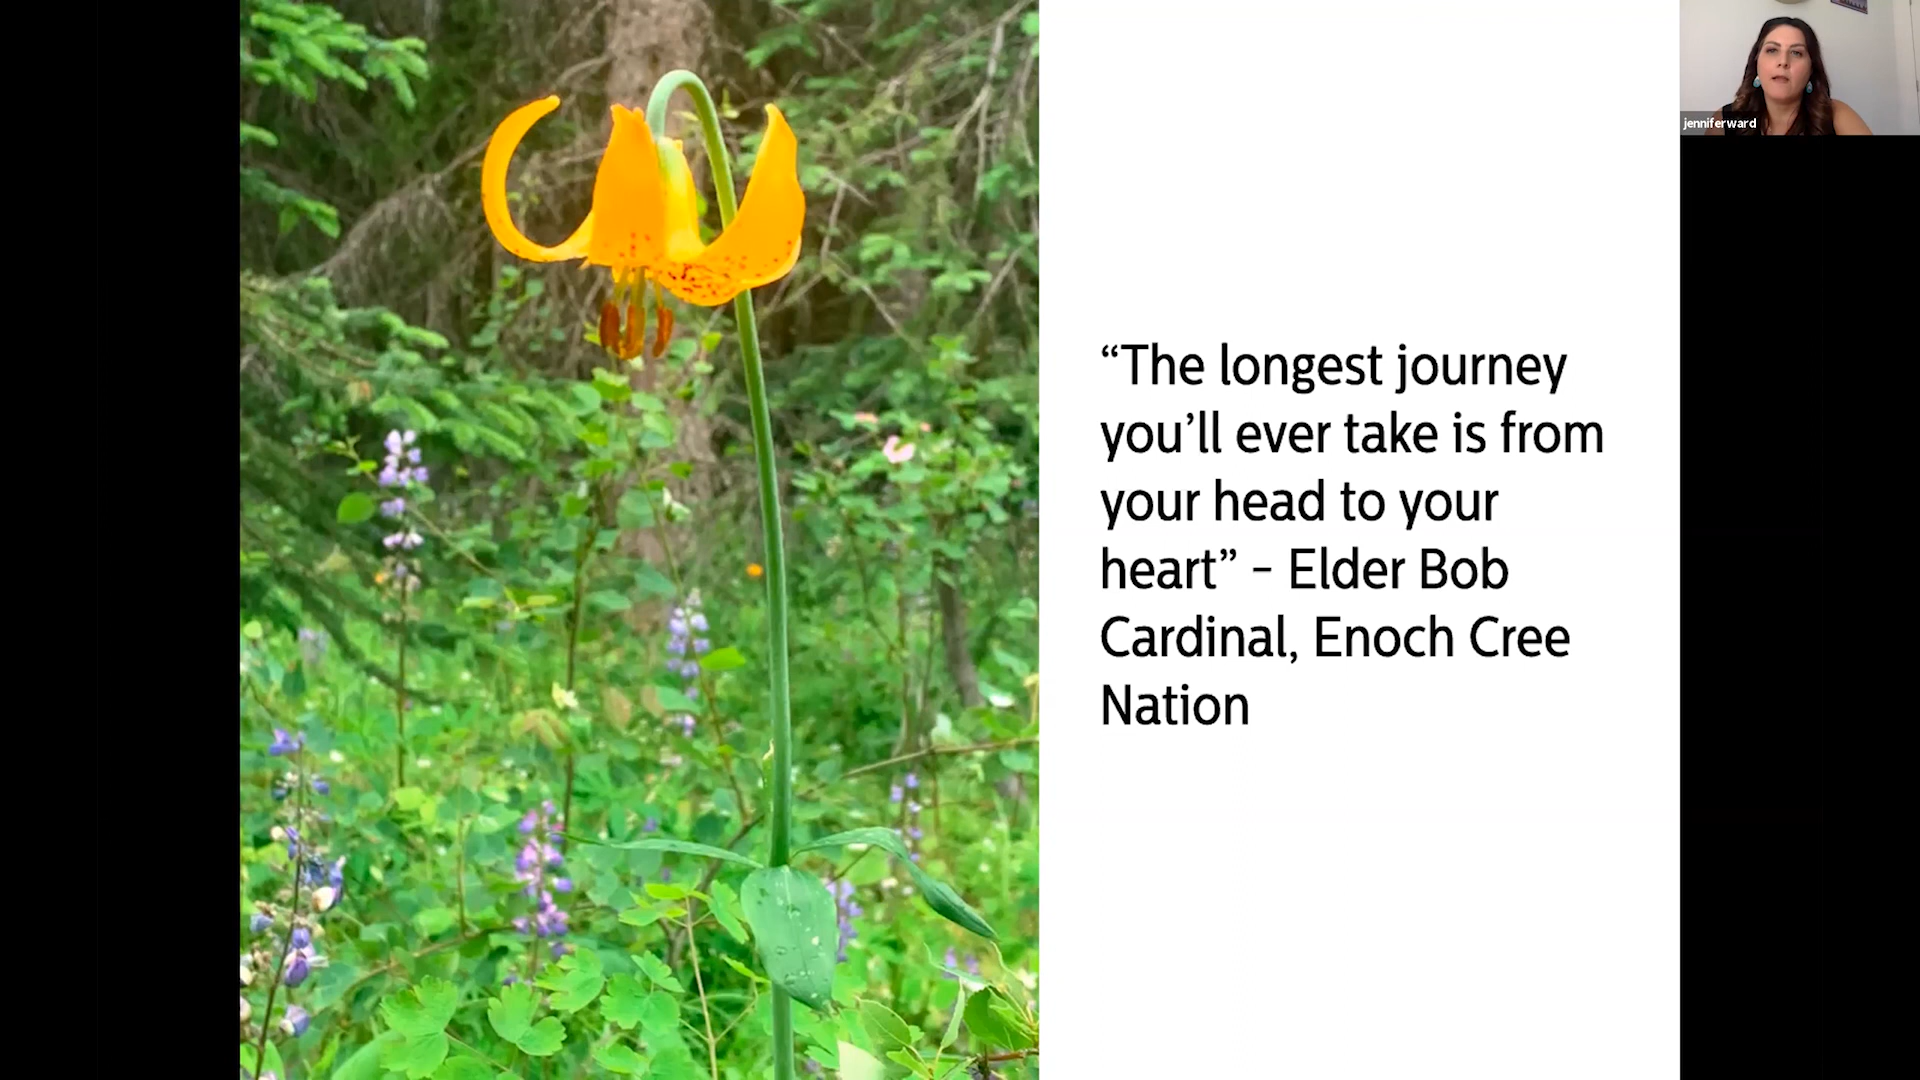 jenniferward
“The longest journey
you’ll ever take is from
your head to your
heart” – Elder Bob
Cardinal, Enoch Cree
Nation